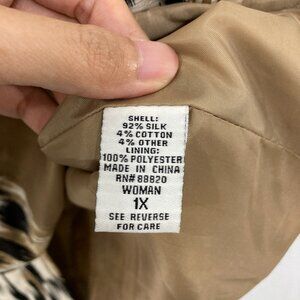 SHELL:
92% SILK
4% COTTON
4% OTHER
LINING:
100% POLYESTER
MADE IN CHINA
RN# 88820
WOMAN
1X
SEE REVERSE
FOR CARE